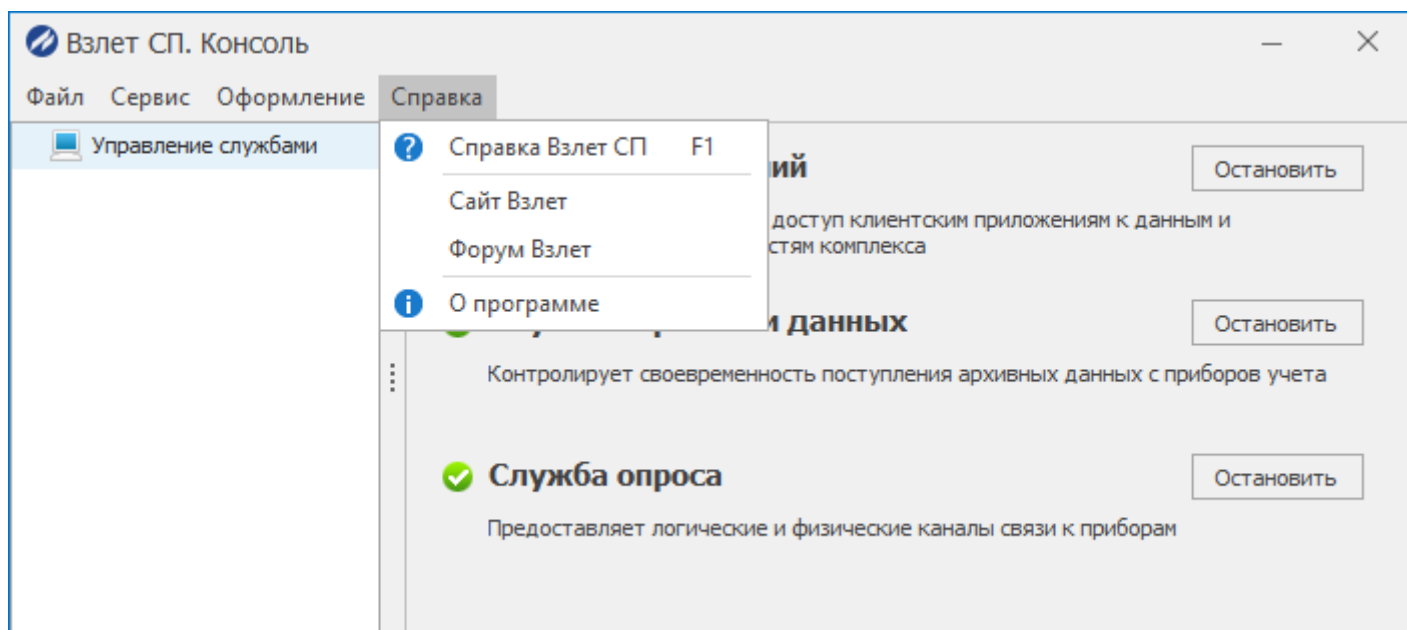 Взлет СП. Консоль
Файл Сервис Оформление Справка
Управление службами
Справка Взлет СП F1
Сайт Взлет
Форум Взлет
О программе
Остановить
доступ клиентским приложениям к данным и
комплекса
данных
Остановить
Контролирует своевременность поступления архивных данных с приборов учета
Служба опроса
Остановить
Предоставляет логические и физические каналы связи к приборам